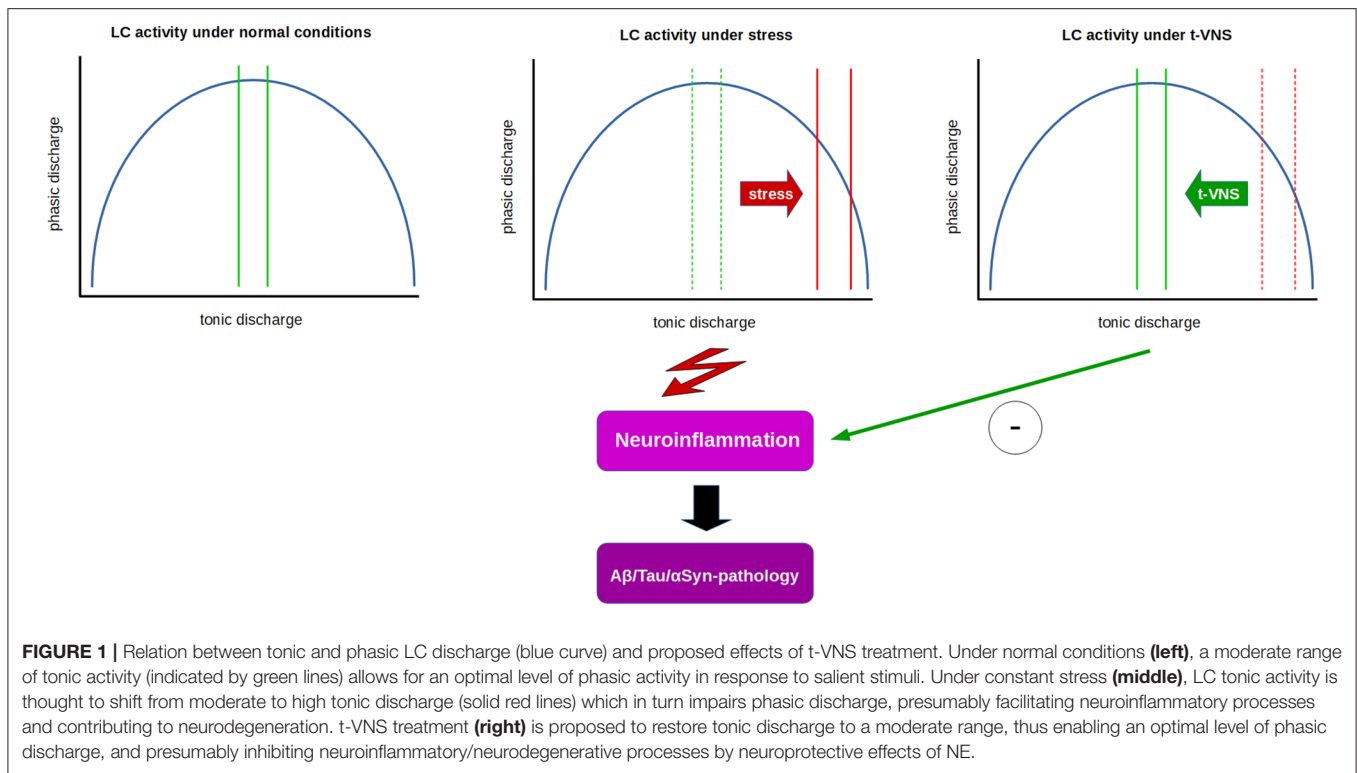 LC activity under normal conditions
phasic discharge
tonic discharge
LC activity under stress
phasic discharge
stress
tonic discharge
LC activity under t-VNS
phasic discharge
t-VNS
tonic discharge
Neuroinflammation
-
Aβ/Tau/αSyn-pathology
FIGURE 1 | Relation between tonic and phasic LC discharge (blue curve) and proposed effects of t-VNS treatment. Under normal conditions (left), a moderate range
of tonic activity (indicated by green lines) allows for an optimal level of phasic activity in response to salient stimuli. Under constant stress (middle), LC tonic activity is
thought to shift from moderate to high tonic discharge (solid red lines) which in turn impairs phasic discharge, presumably facilitating neuroinflammatory processes
and contributing to neurodegeneration. t-VNS treatment (right) is proposed to restore tonic discharge to a moderate range, thus enabling an optimal level of phasic
discharge, and presumably inhibiting neuroinflammatory/neurodegenerative processes by neuroprotective effects of NE.